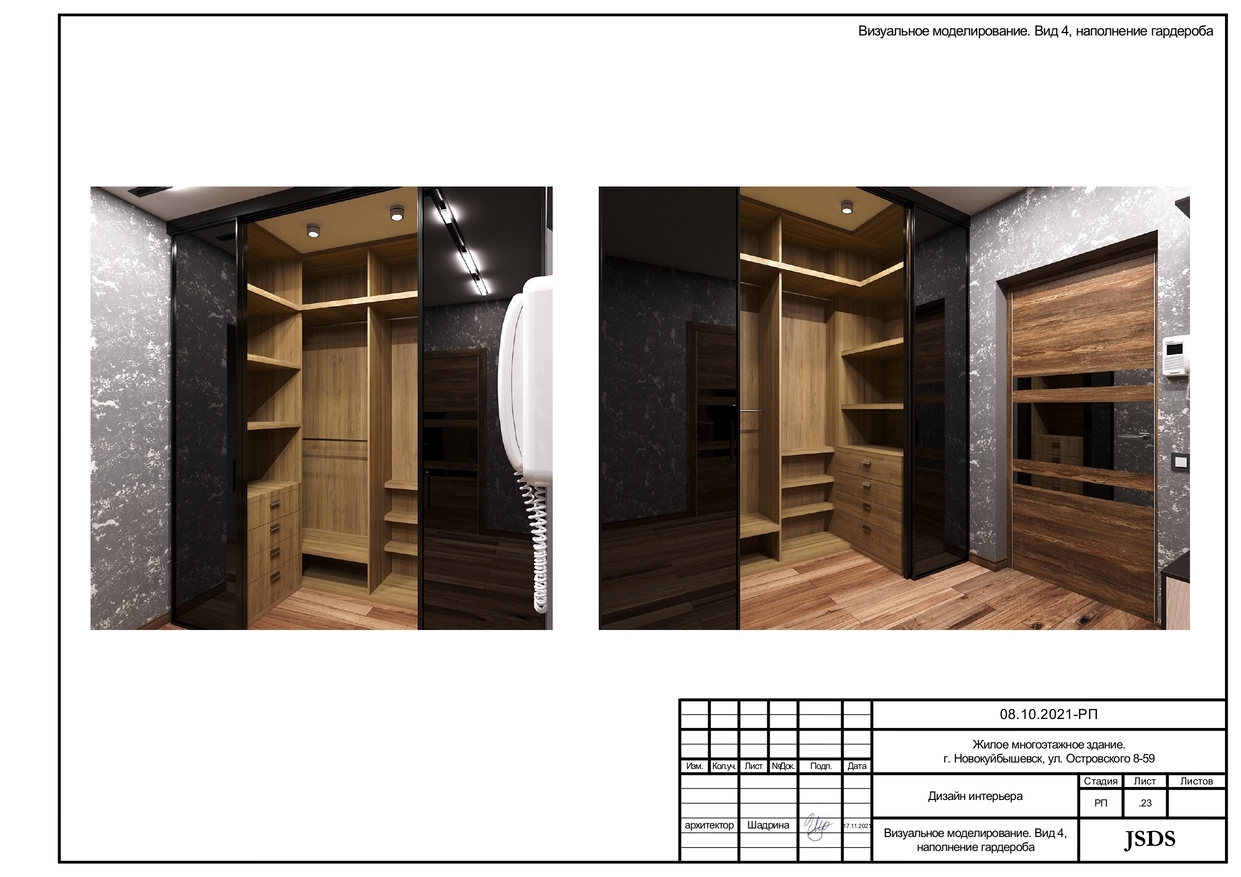 Визуальное моделирование. Вид 4, наполнение гардероба
08.10.2021-РП
Жилое многоэтажное здание.
г. Новокуйбышевск, ул. Островского 8-59
Изм. Кол.уч. Лист №Док. Подп. Дата
Дизайн интерьера
Стадия Лист Листов
РП .23
архитектор Шадрина 17.11.2021
Визуальное моделирование. Вид 4,
наполнение гардероба
JSDS